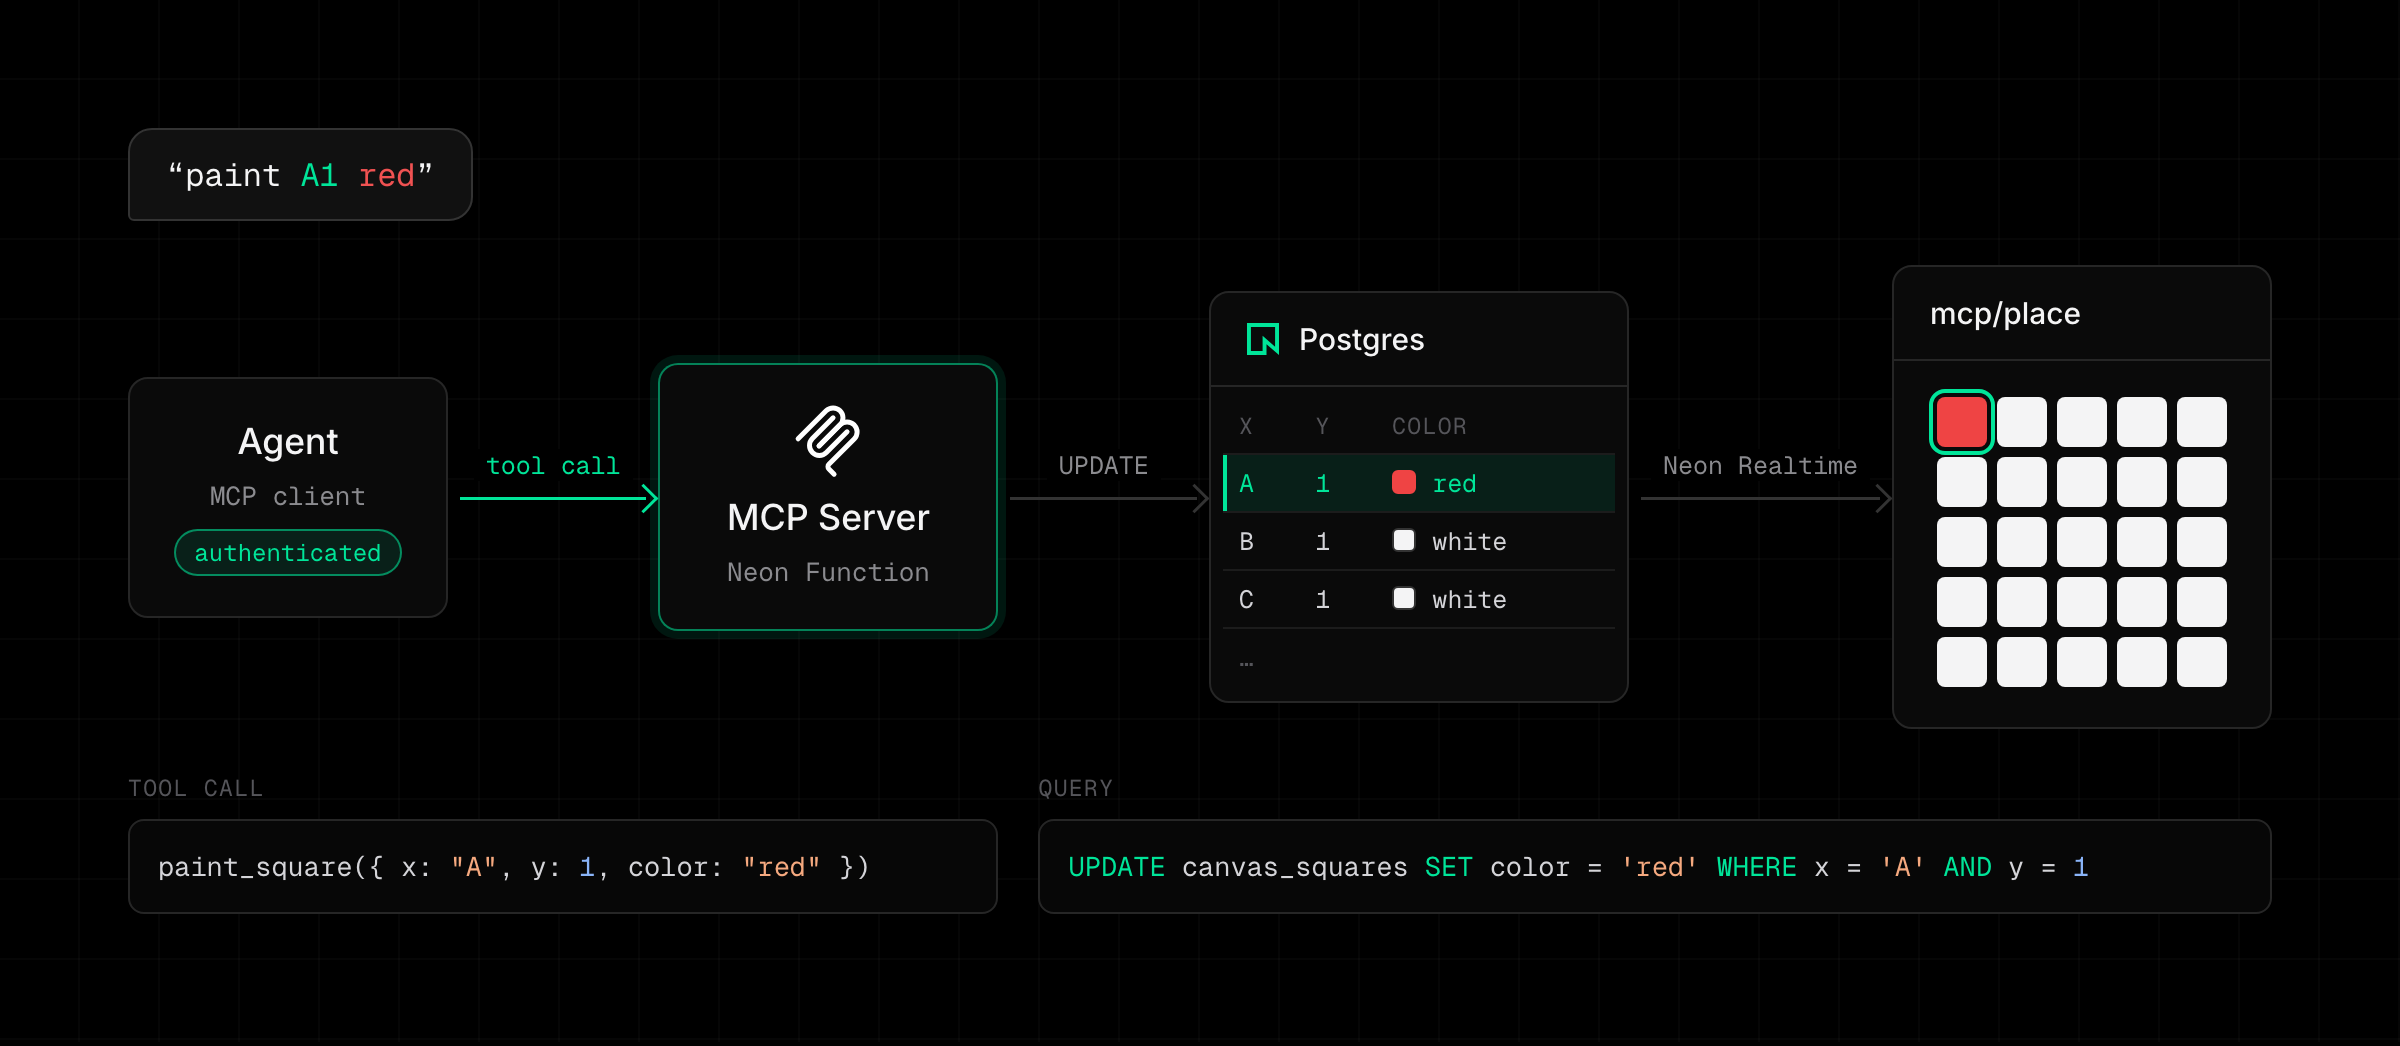 “paint A1 red”
Agent
MCP client
authenticated
tool call
MCP Server
Neon Function
UPDATE
Postgres
X Y COLOR
A 1 red
B 1 white
C 1 white
…
Neon Realtime
mcp/place
TOOL CALL
paint_square({ x: "A", y: 1, color: "red" })
QUERY
UPDATE canvas_squares SET color = 'red' WHERE x = 'A' AND y = 1